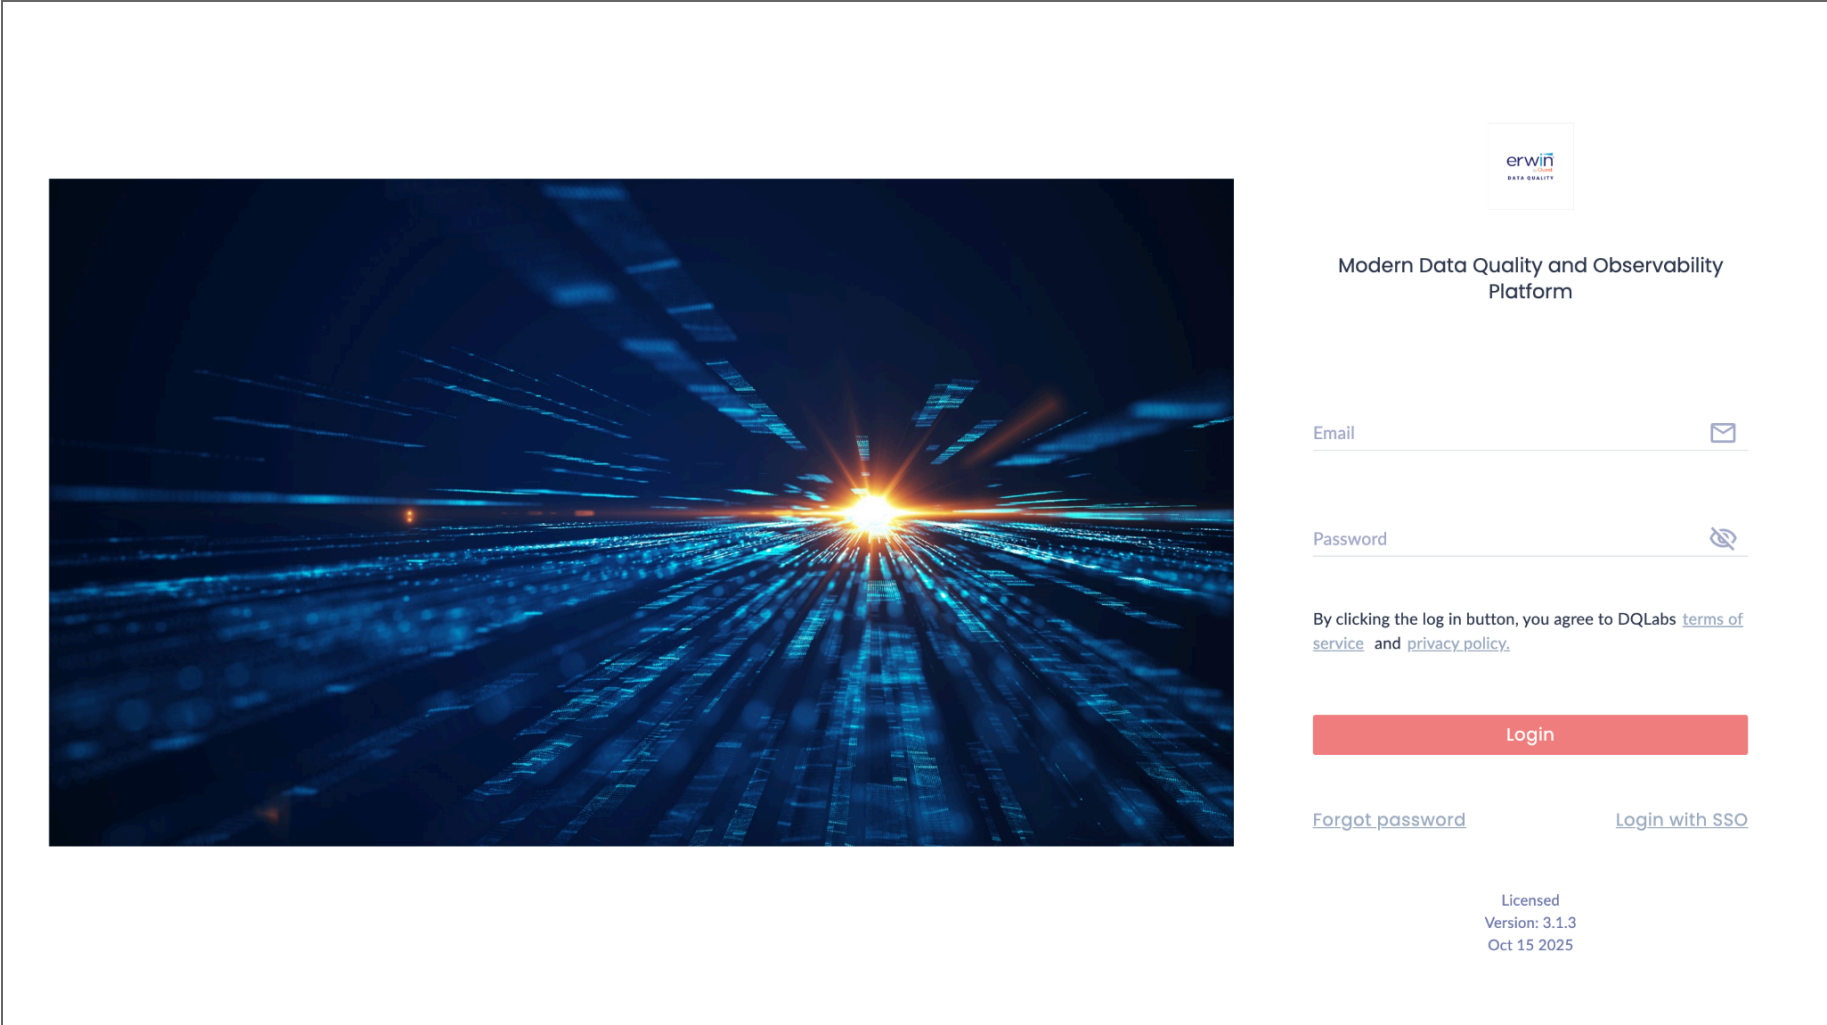 erwin
by Quest
DATA QUALITY
Modern Data Quality and Observability
Platform
Email
Password
By clicking the log in button, you agree to DQLabs terms of
service and privacy policy.
Login
Forgot password Login with SSO
Licensed
Version: 3.1.3
Oct 15 2025